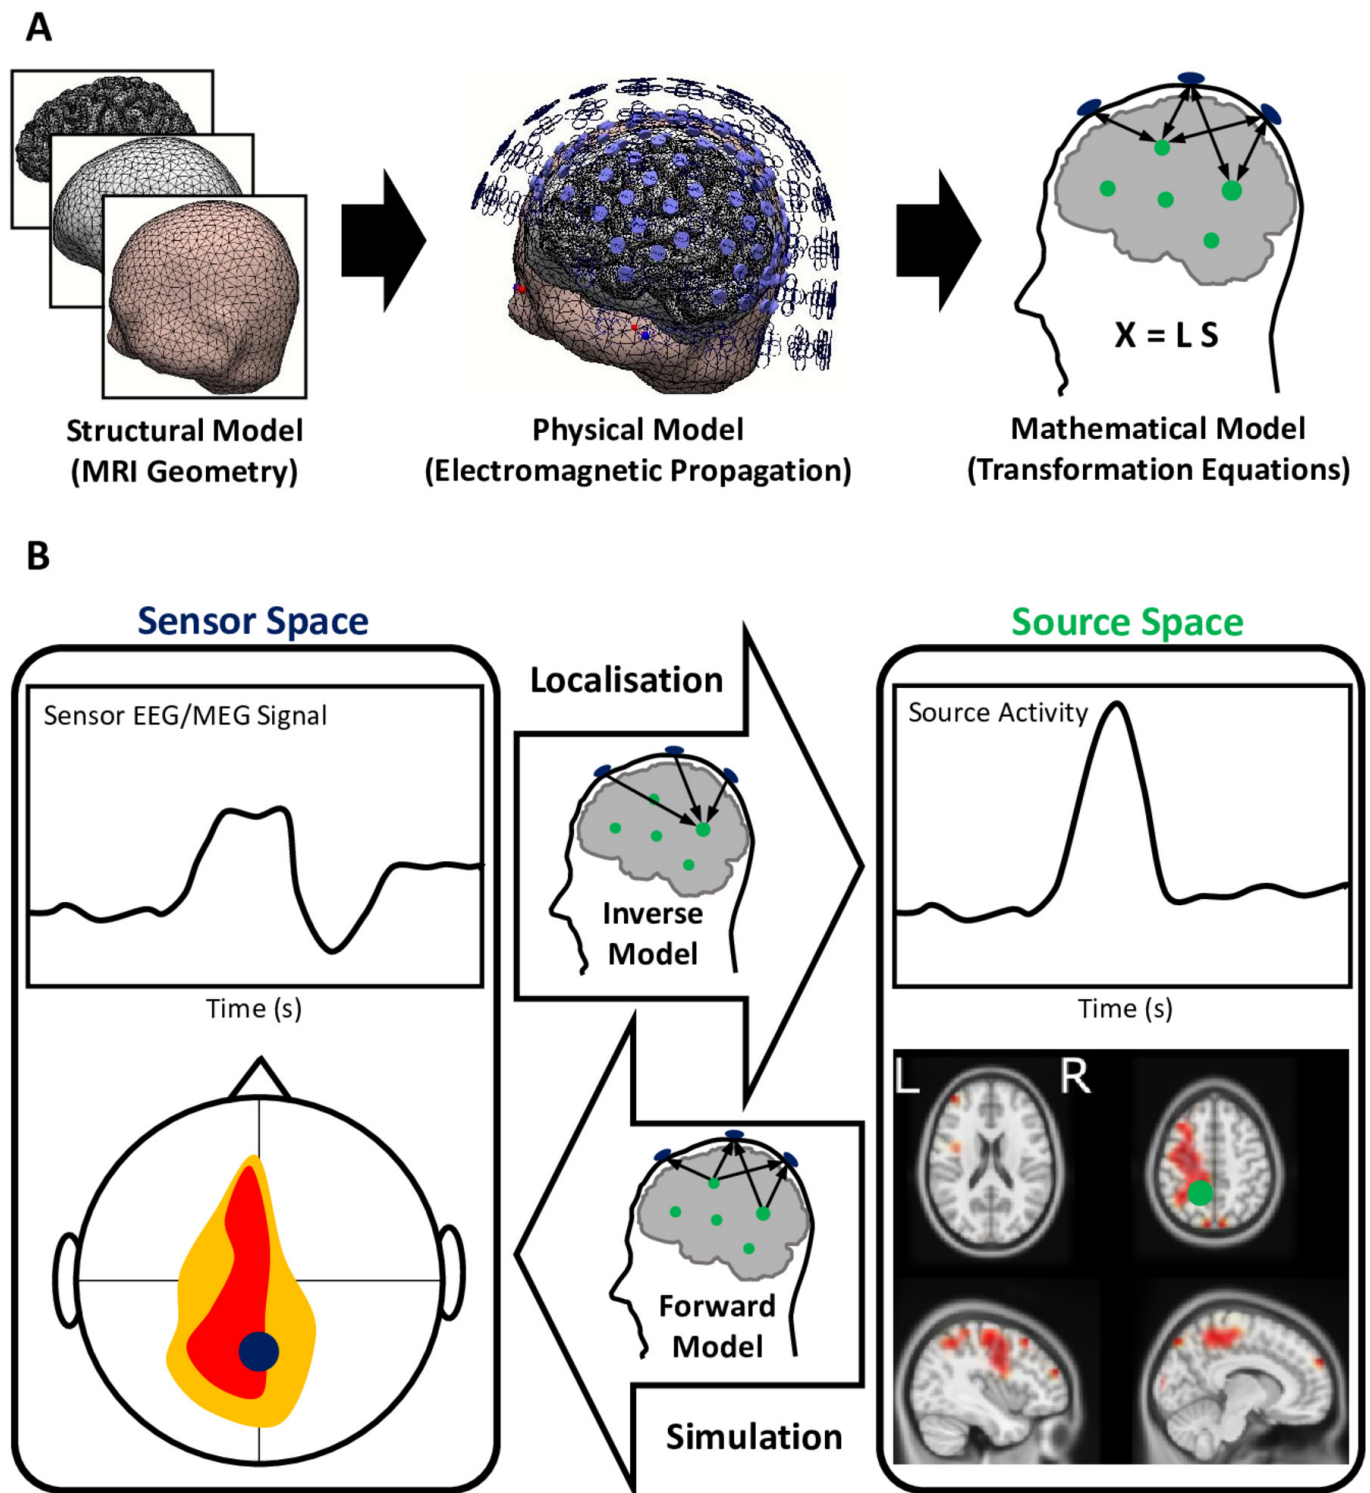 A
Structural Model
(MRI Geometry)
Physical Model
(Electromagnetic Propagation)
X = L S
Mathematical Model
(Transformation Equations)
B
Sensor Space
Sensor EEG/MEG Signal
Time (s)
Localisation
Inverse
Model
Source Space
Source Activity
Time (s)
L
R
Forward
Model
Simulation